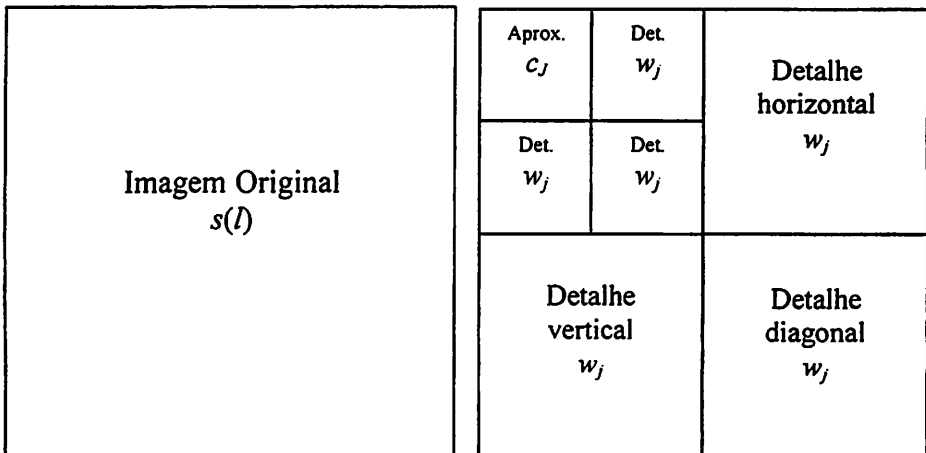 Imagem Original
s(l)
Aprox.
c_J
Det.
w_j
Detalhe
horizontal
w_j
Det.
w_j
Det.
w_j
Detalhe
vertical
w_j
Detalhe
diagonal
w_j